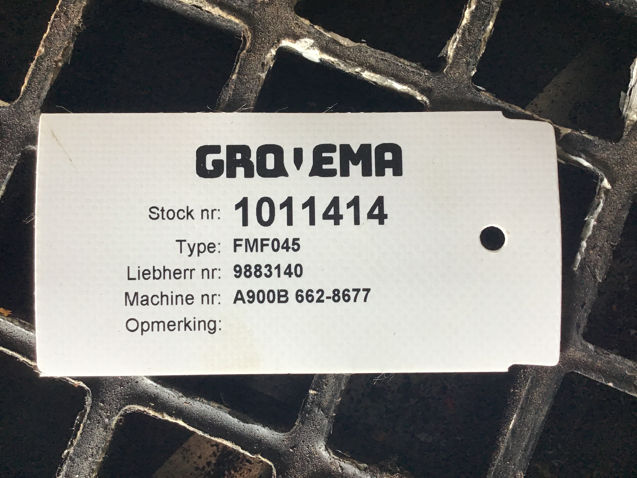 GROVEMA
Stock nr: 1011414
Type: FMF045
Liebherr nr: 9883140
Machine nr: A900B 662-8677
Opmerking: